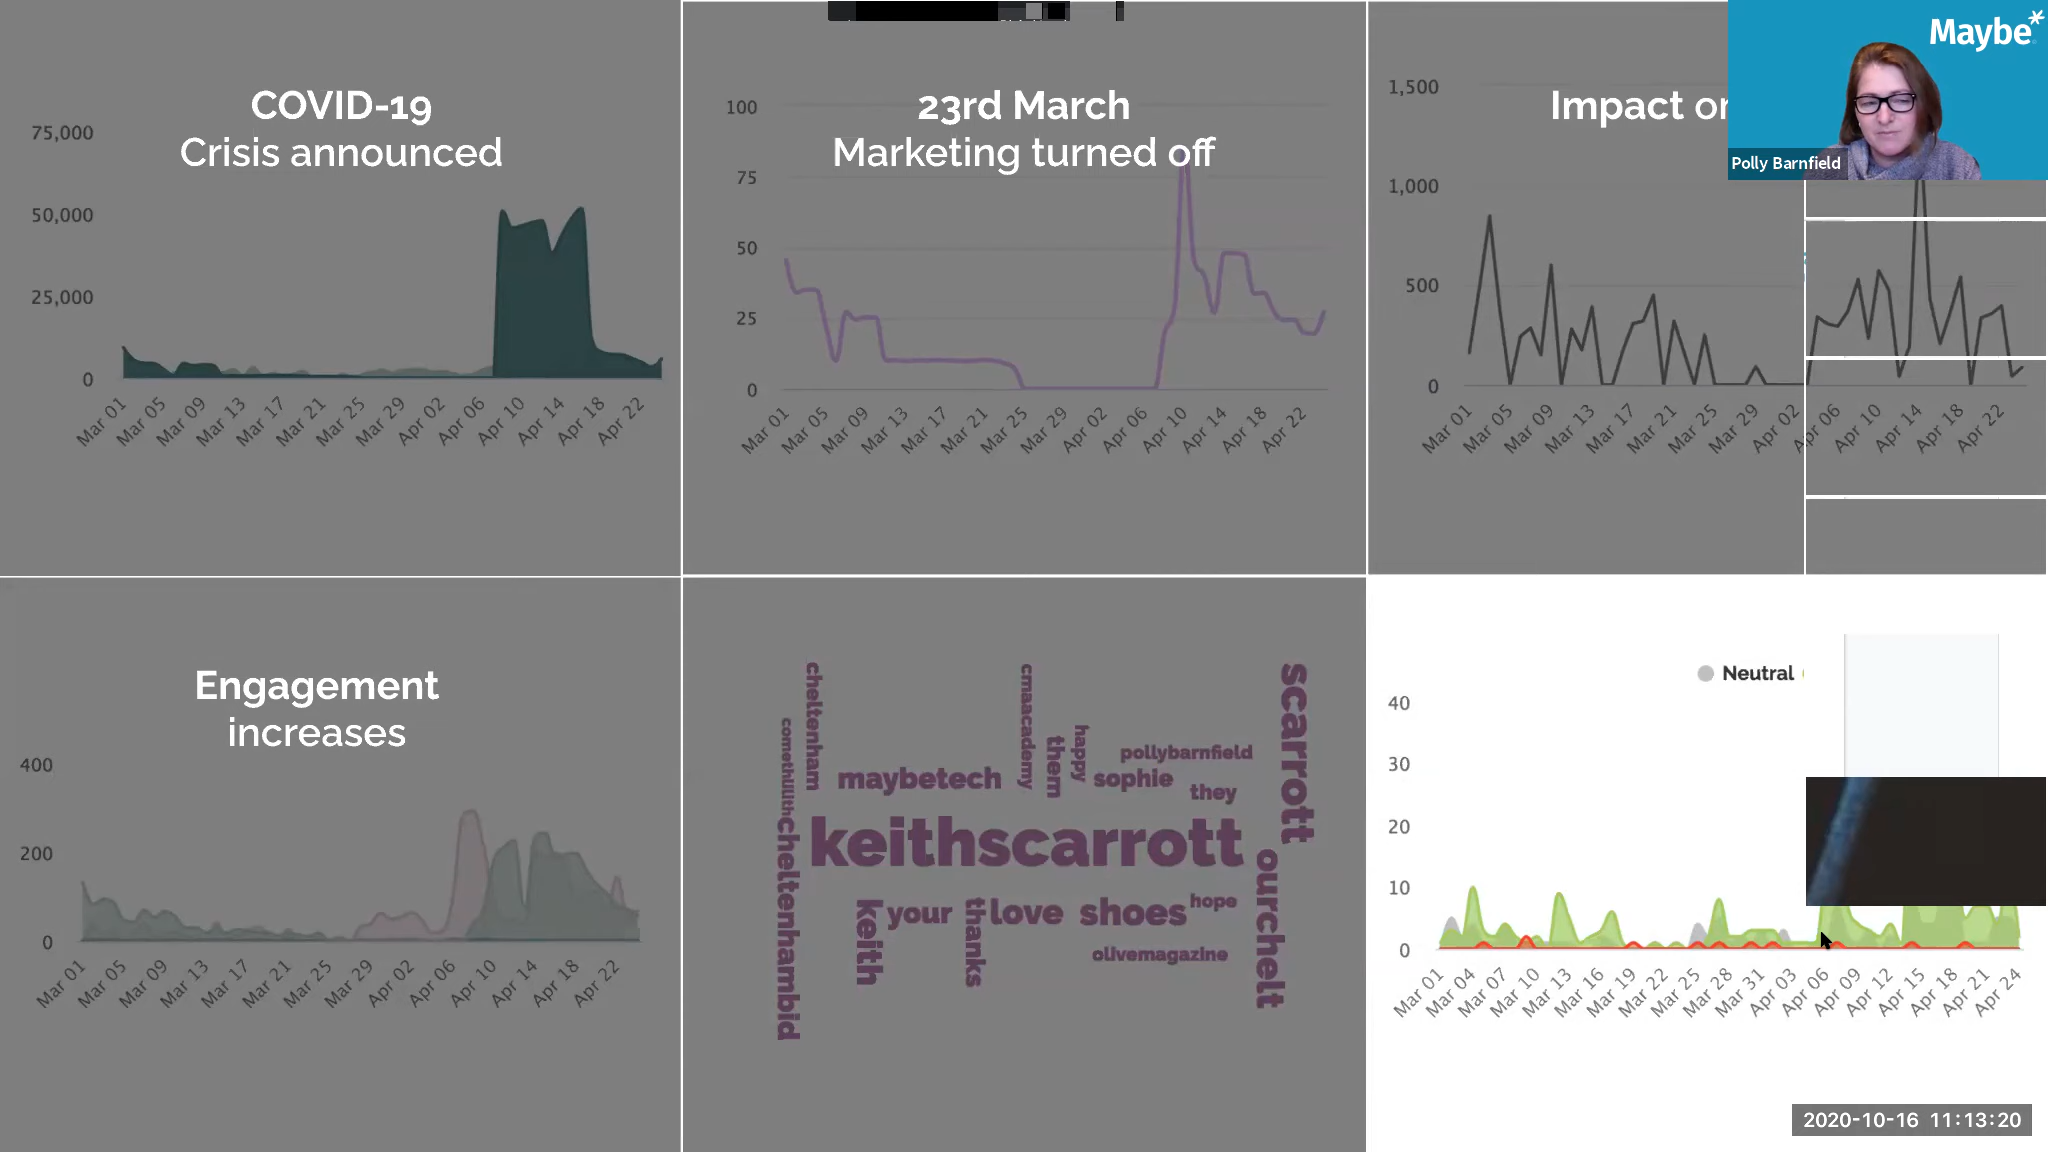 COVID-19
Crisis announced
75,000
50,000
25,000
0
Mar 01
Mar 05
Mar 09
Mar 13
Mar 17
Mar 21
Mar 25
Mar 29
Apr 02
Apr 06
Apr 10
Apr 14
Apr 18
Apr 22
23rd March
Marketing turned off
100
75
50
25
0
Mar 01
Mar 05
Mar 09
Mar 13
Mar 17
Mar 21
Mar 25
Mar 29
Apr 02
Apr 06
Apr 10
Apr 14
Apr 18
Apr 22
Impact
1,500
1,000
500
0
Mar 01
Mar 05
Mar 09
Mar 13
Mar 17
Mar 21
Mar 25
Mar 29
Apr 02
Apr 06
Apr 10
Apr 14
Apr 18
Apr 22
Maybe*
Polly Barnfield
Engagement
increases
400
200
0
Mar 01
Mar 05
Mar 09
Mar 13
Mar 17
Mar 21
Mar 25
Mar 29
Apr 02
Apr 06
Apr 10
Apr 14
Apr 18
Apr 22
cheltenham
cmaacademy
scarrott
happy
them
pollybarnfield
maybetech
sophie
they
keithscarrott
cheltenhambid
ourchelt
keith
your
thanks
love
shoes
hope
olivemagazine
Neutral
40
30
20
10
0
Mar 01
Mar 04
Mar 07
Mar 10
Mar 13
Mar 16
Mar 19
Mar 22
Mar 25
Mar 28
Mar 31
Apr 03
Apr 06
Apr 09
Apr 12
Apr 15
Apr 18
Apr 21
Apr 24
2020-10-16 11:13:20